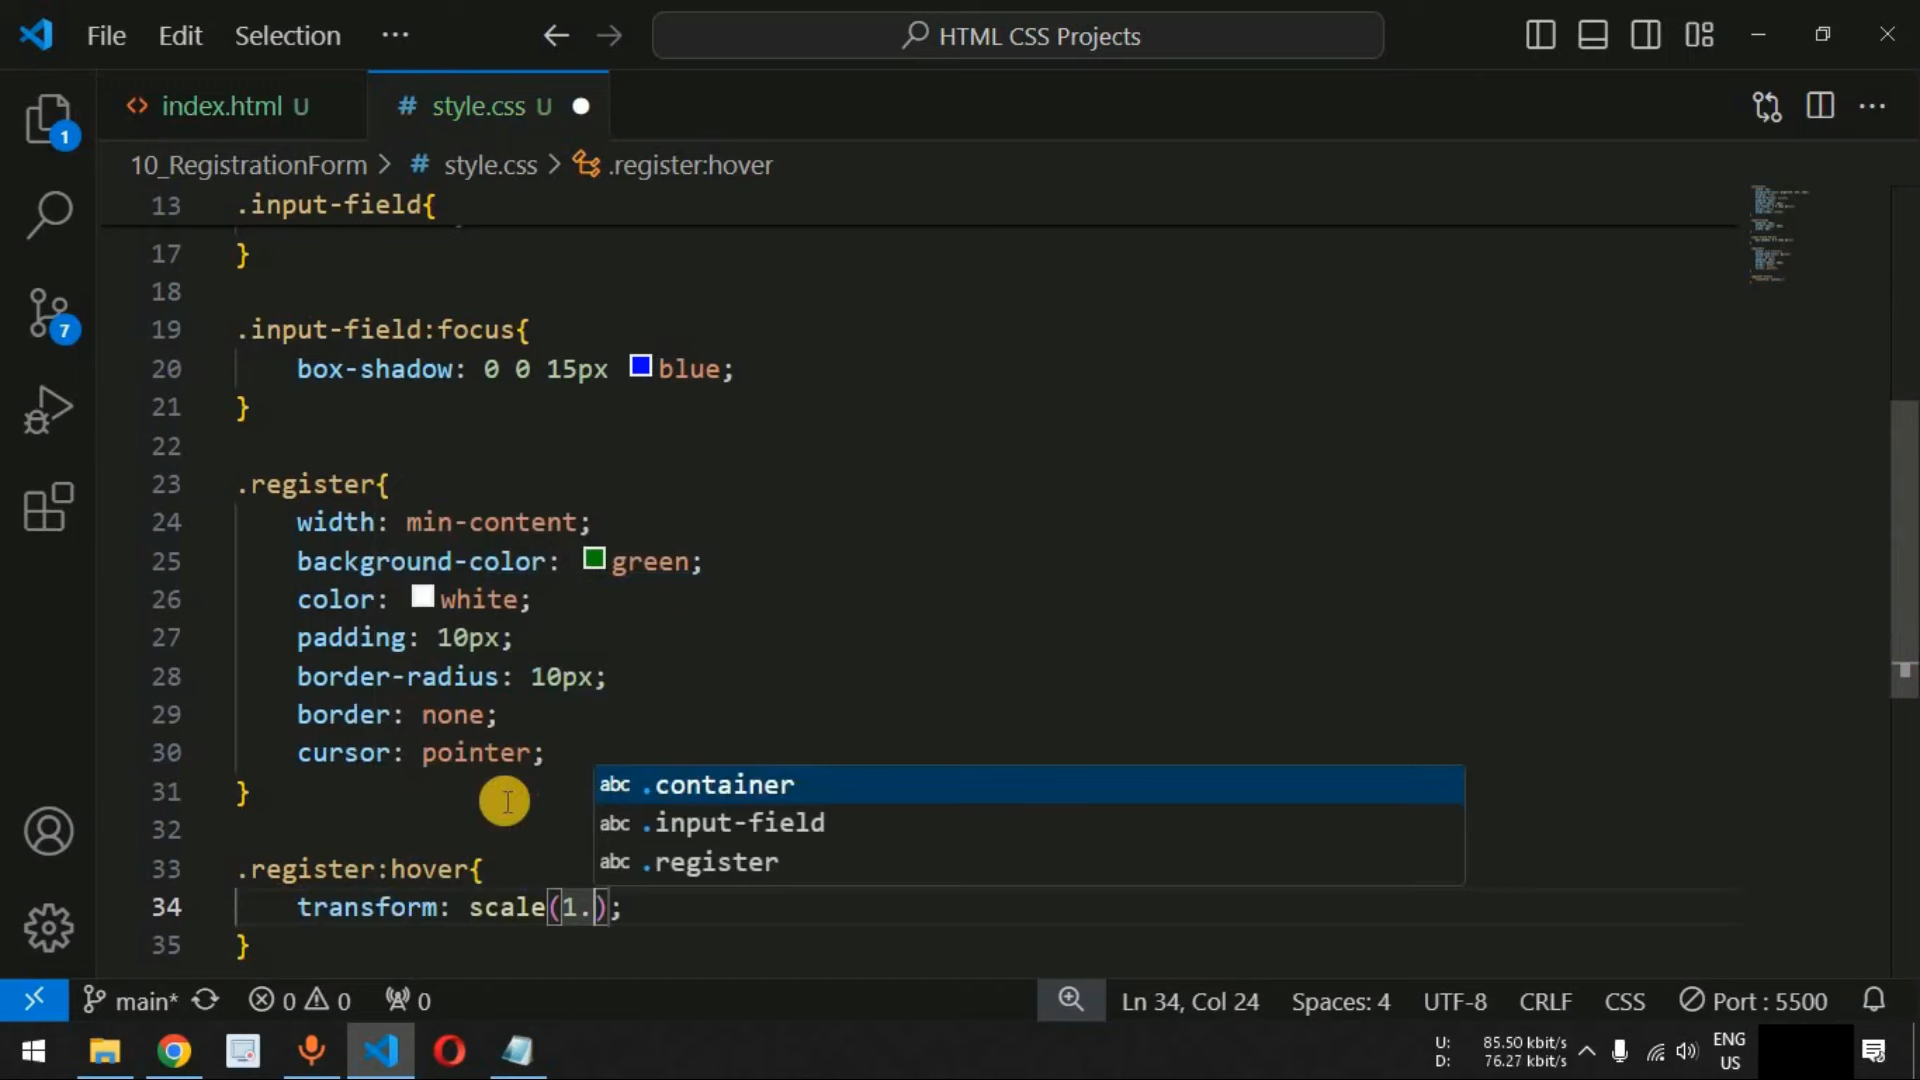 File Edit Selection ··· HTML CSS Projects
index.html U # style.css U
10_RegistrationForm > # style.css > .register:hover
13 .input-field{
17 }
18
19 .input-field:focus{
20 box-shadow: 0 0 15px blue;
21 }
22
23 .register{
24 width: min-content;
25 background-color: green;
26 color: white;
27 padding: 10px;
28 border-radius: 10px;
29 border: none;
30 cursor: pointer;
31 }
32
33 .register:hover{
34 transform: scale(1.);
35 }
abc .container
abc .input-field
abc .register
1
7
main* 0 0 0 Ln 34, Col 24 Spaces: 4 UTF-8 CRLF CSS Port : 5500
U: 85.50 kbit/s
D: 76.27 kbit/s
ENG
US